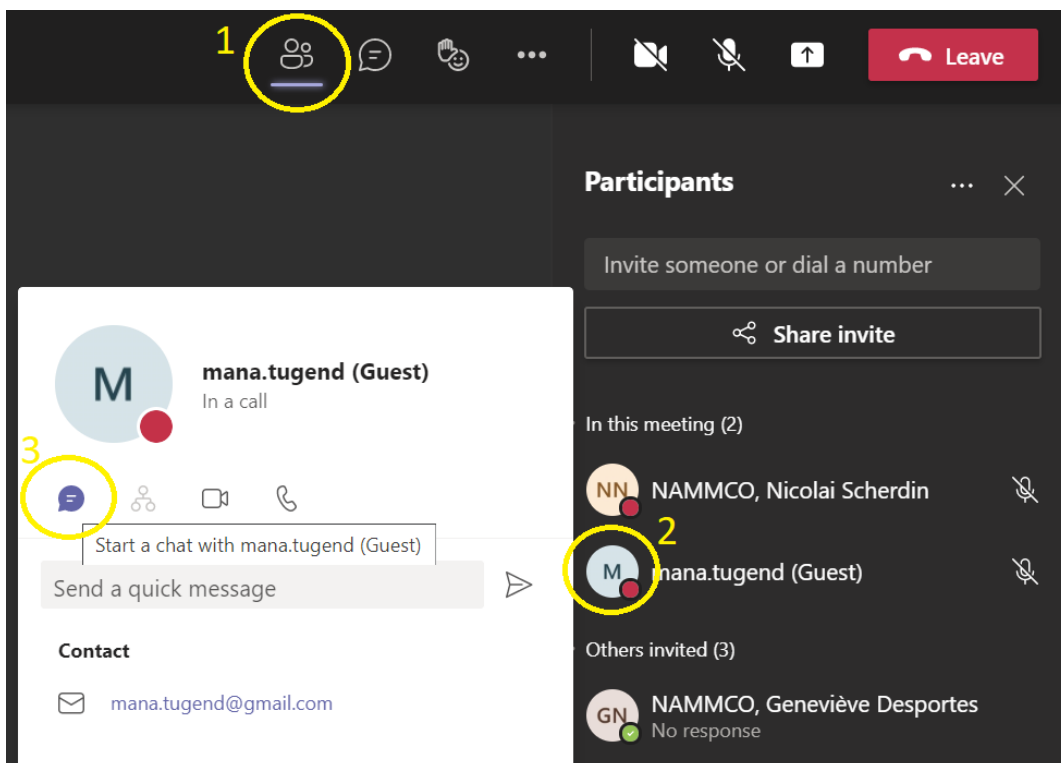 1
Leave
Participants
Invite someone or dial a number
Share invite
M
mana.tugend (Guest)
In a call
3
Start a chat with mana.tugend (Guest)
Send a quick message
Contact
mana.tugend@gmail.com
In this meeting (2)
NN
NAMMCO, Nicolai Scherdin
2
M
mana.tugend (Guest)
Others invited (3)
GN
NAMMCO, Geneviève Desportes
No response